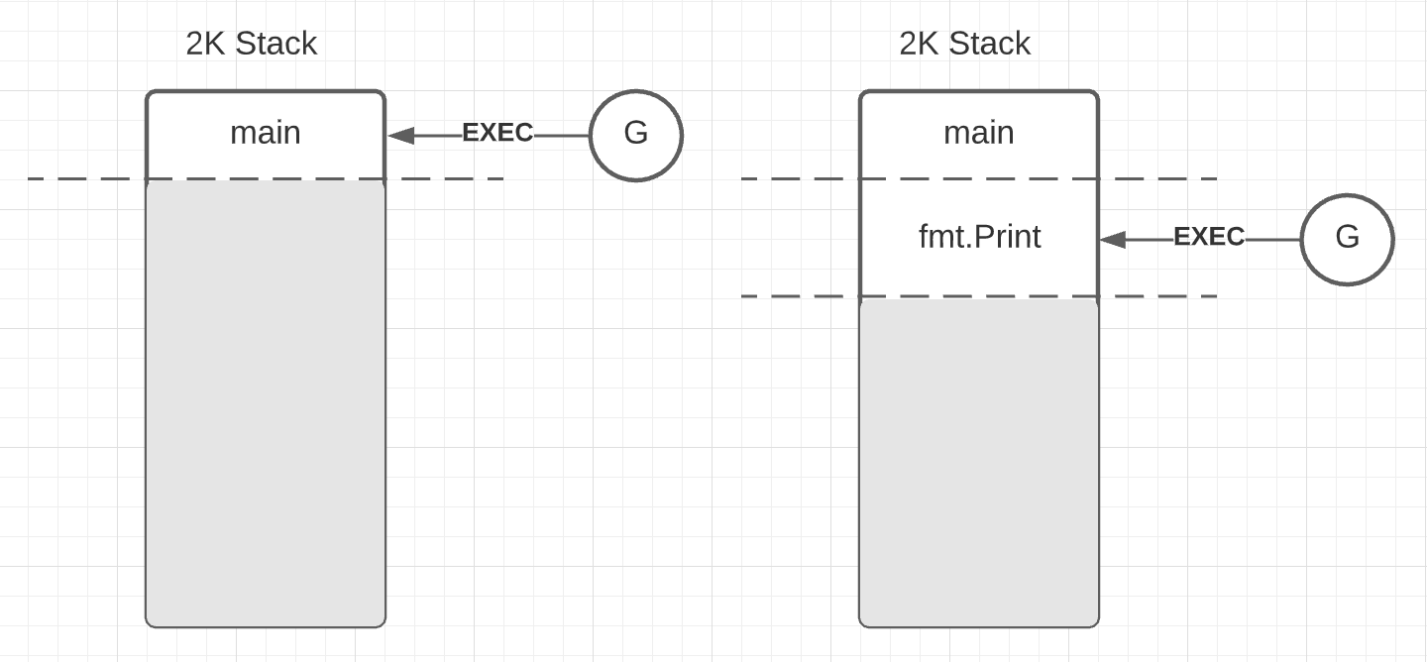 2K Stack
main
EXEC
G
2K Stack
main
fmt.Print
EXEC
G